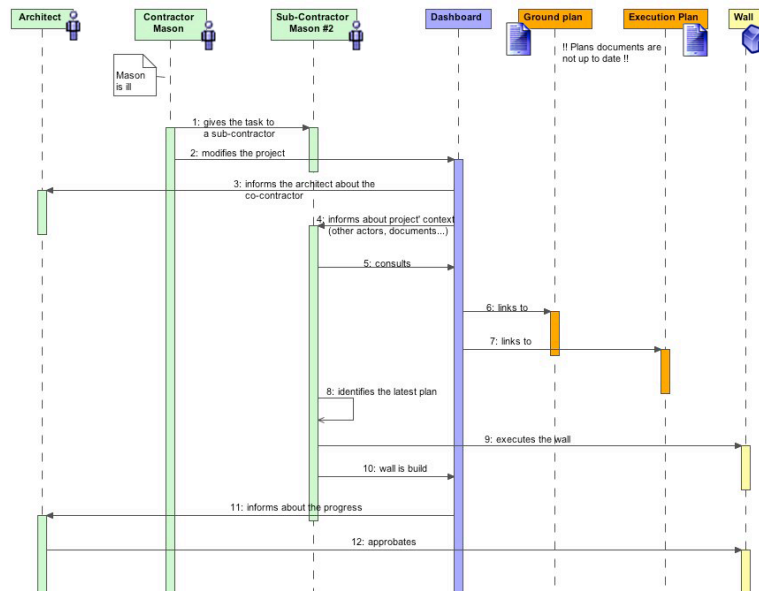 Architect
Contractor
Mason
Sub-Contractor
Mason #2
Dashboard
Ground plan
Execution Plan
Wall
!! Plans documents are
not up to date !!
Mason
is ill
1: gives the task to
a sub-contractor
2: modifies the project
3: informs the architect about the
co-contractor
4: informs about project' context
(other actors, documents...)
5: consults
6: links to
7: links to
8: identifies the latest plan
9: executes the wall
10: wall is build
11: informs about the progress
12: approbates